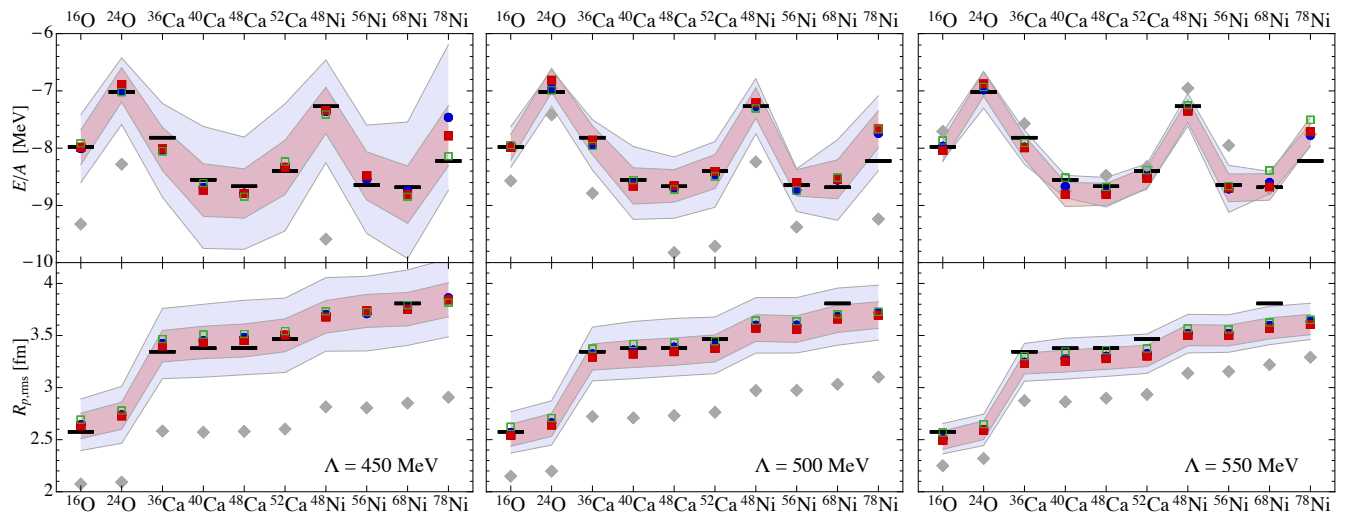 ¹⁶O ²⁴O ³⁶Ca ⁴⁰Ca ⁴⁸Ca ⁵²Ca ⁴⁸Ni ⁵⁶Ni ⁶⁸Ni ⁷⁸Ni ¹⁶O ²⁴O ³⁶Ca ⁴⁰Ca ⁴⁸Ca ⁵²Ca ⁴⁸Ni ⁵⁶Ni ⁶⁸Ni ⁷⁸Ni ¹⁶O ²⁴O ³⁶Ca ⁴⁰Ca ⁴⁸Ca ⁵²Ca ⁴⁸Ni ⁵⁶Ni ⁶⁸Ni ⁷⁸Ni
−6
−7
−8
−9
−10
E/A [MeV]
4
3.5
3
2.5
2
R_{p,rms} [fm]
Λ = 450 MeV Λ = 500 MeV Λ = 550 MeV
¹⁶O ²⁴O ³⁶Ca ⁴⁰Ca ⁴⁸Ca ⁵²Ca ⁴⁸Ni ⁵⁶Ni ⁶⁸Ni ⁷⁸Ni ¹⁶O ²⁴O ³⁶Ca ⁴⁰Ca ⁴⁸Ca ⁵²Ca ⁴⁸Ni ⁵⁶Ni ⁶⁸Ni ⁷⁸Ni ¹⁶O ²⁴O ³⁶Ca ⁴⁰Ca ⁴⁸Ca ⁵²Ca ⁴⁸Ni ⁵⁶Ni ⁶⁸Ni ⁷⁸Ni